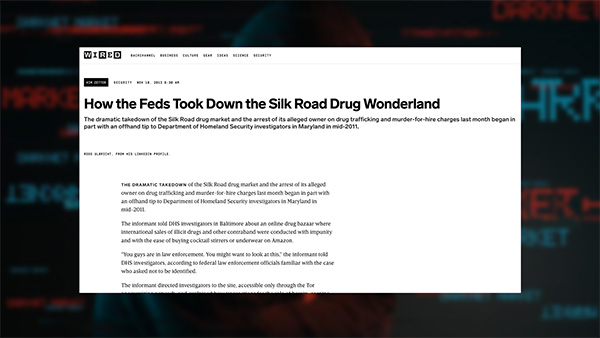 DARKNET
WIRED BACKCHANNEL BUSINESS CULTURE GEAR IDEAS SCIENCE SECURITY
KIM ZETTER SECURITY NOV 18, 2013 6:30 AM
How the Feds Took Down the Silk Road Drug Wonderland
The dramatic takedown of the Silk Road drug market and the arrest of its alleged owner on drug trafficking and murder-for-hire charges last month began in
part with an offhand tip to Department of Homeland Security investigators in Maryland in mid-2011.
ROSS ULBRICHT, FROM HIS LINKEDIN PROFILE.
THE DRAMATIC TAKEDOWN of the Silk Road drug market and the arrest of its alleged
owner on drug trafficking and murder-for-hire charges last month began in part with
an offhand tip to Department of Homeland Security investigators in Maryland in
mid-2011.
The informant told DHS investigators in Baltimore about an online drug bazaar where
international sales of illicit drugs and other contraband were conducted with impunity
and with the ease of buying cocktail stirrers or underwear on Amazon.
"You guys are in law enforcement. You might want to look at this," the informant told
DHS investigators, according to federal law enforcement officials familiar with the case
who asked not to be identified.
The informant directed investigators to the site, accessible only through the Tor
MARKET